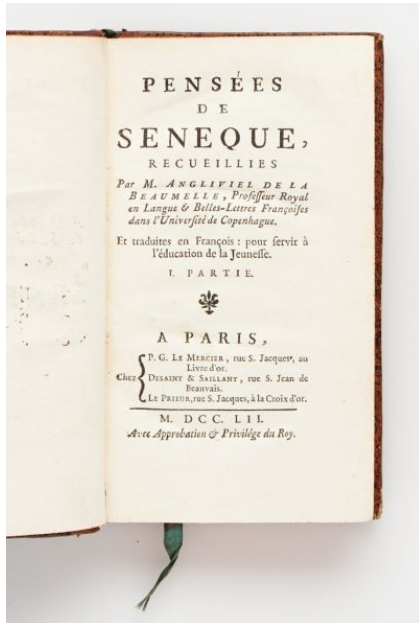 PENSÉES
DE
SENEQUE,
RECUEILLIES
Par M. ANGLIVIEL DE LA
BEAUMELLE, Professeur Royal
en Langue & Belles-Lettres Françoises
dans l'Université de Copenhague.
Et traduites en François : pour servir à
l'éducation de la Jeunesse.
I. PARTIE.
A PARIS,
P. G. LE MERCIER, rue S. Jacques, au
Livre d'or.
Chez DESAINT & SAILLANT, rue S. Jean de
Beauvais.
LE PRIEUR, rue S. Jacques, à la Croix d'or.
M. DCC. LII.
Avec Approbation & Privilége du Roy.